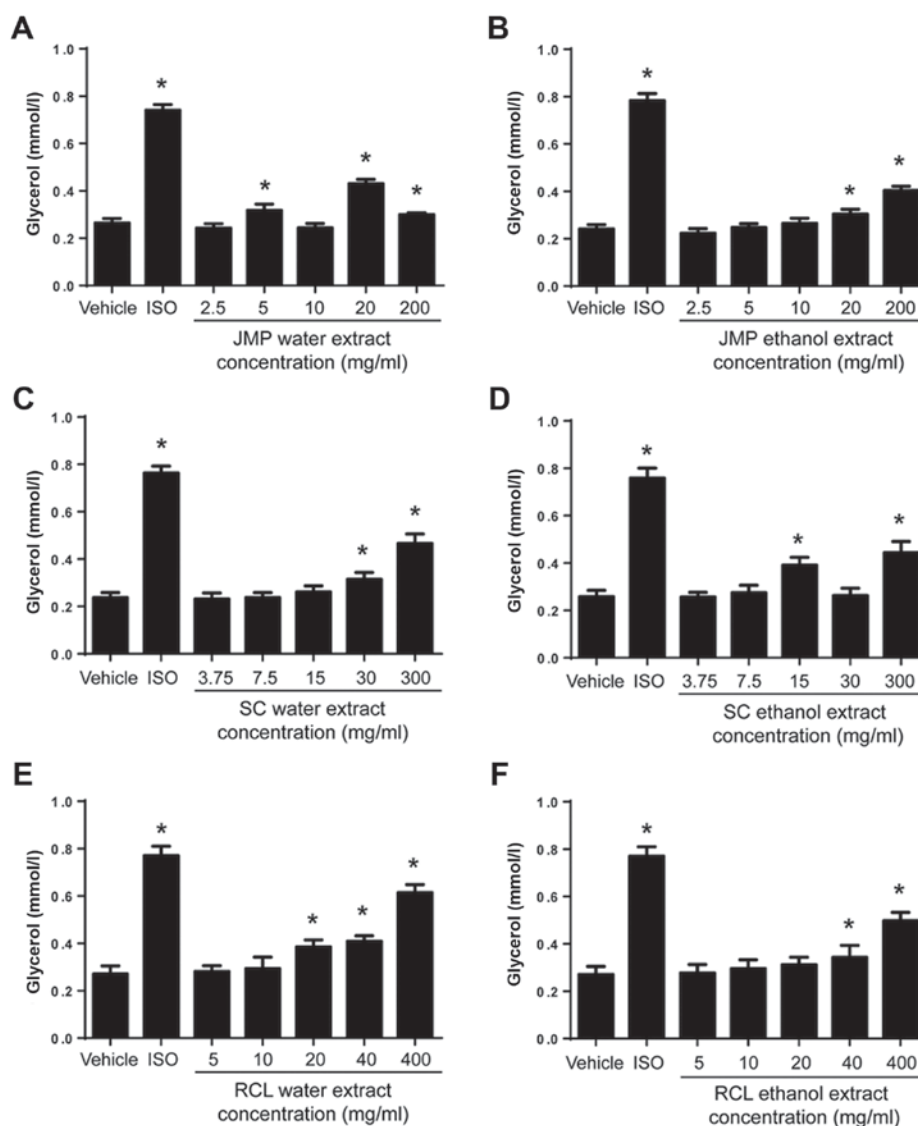 A
Glycerol (mmol/l)
1.0
0.8
0.6
0.4
0.2
0.0
*
*
*
*
Vehicle ISO 2.5 5 10 20 200
JMP water extract
concentration (mg/ml)
B
Glycerol (mmol/l)
1.0
0.8
0.6
0.4
0.2
0.0
*
*
*
Vehicle ISO 2.5 5 10 20 200
JMP ethanol extract
concentration (mg/ml)
C
Glycerol (mmol/l)
1.0
0.8
0.6
0.4
0.2
0.0
*
*
*
Vehicle ISO 3.75 7.5 15 30 300
SC water extract
concentration (mg/ml)
D
Glycerol (mmol/l)
1.0
0.8
0.6
0.4
0.2
0.0
*
*
*
Vehicle ISO 3.75 7.5 15 30 300
SC ethanol extract
concentration (mg/ml)
E
Glycerol (mmol/l)
1.0
0.8
0.6
0.4
0.2
0.0
*
*
*
*
Vehicle ISO 5 10 20 40 400
RCL water extract
concentration (mg/ml)
F
Glycerol (mmol/l)
1.0
0.8
0.6
0.4
0.2
0.0
*
*
*
Vehicle ISO 5 10 20 40 400
RCL ethanol extract
concentration (mg/ml)